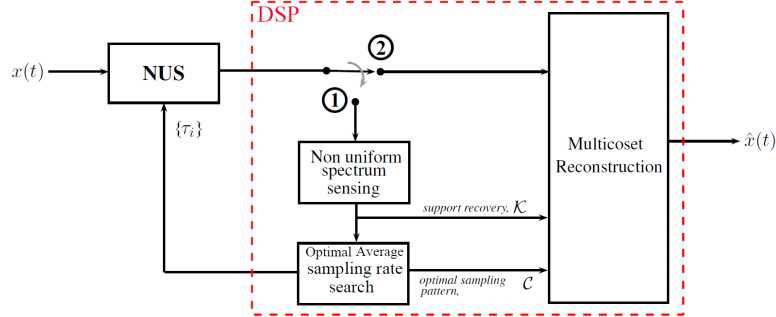 DSP
x(t)
NUS
2
1
{τᵢ}
Non uniform
spectrum
sensing
support recovery, 𝒦
Optimal Average
sampling rate
search
optimal sampling
pattern, 𝒞
Multicoset
Reconstruction
x̂(t)